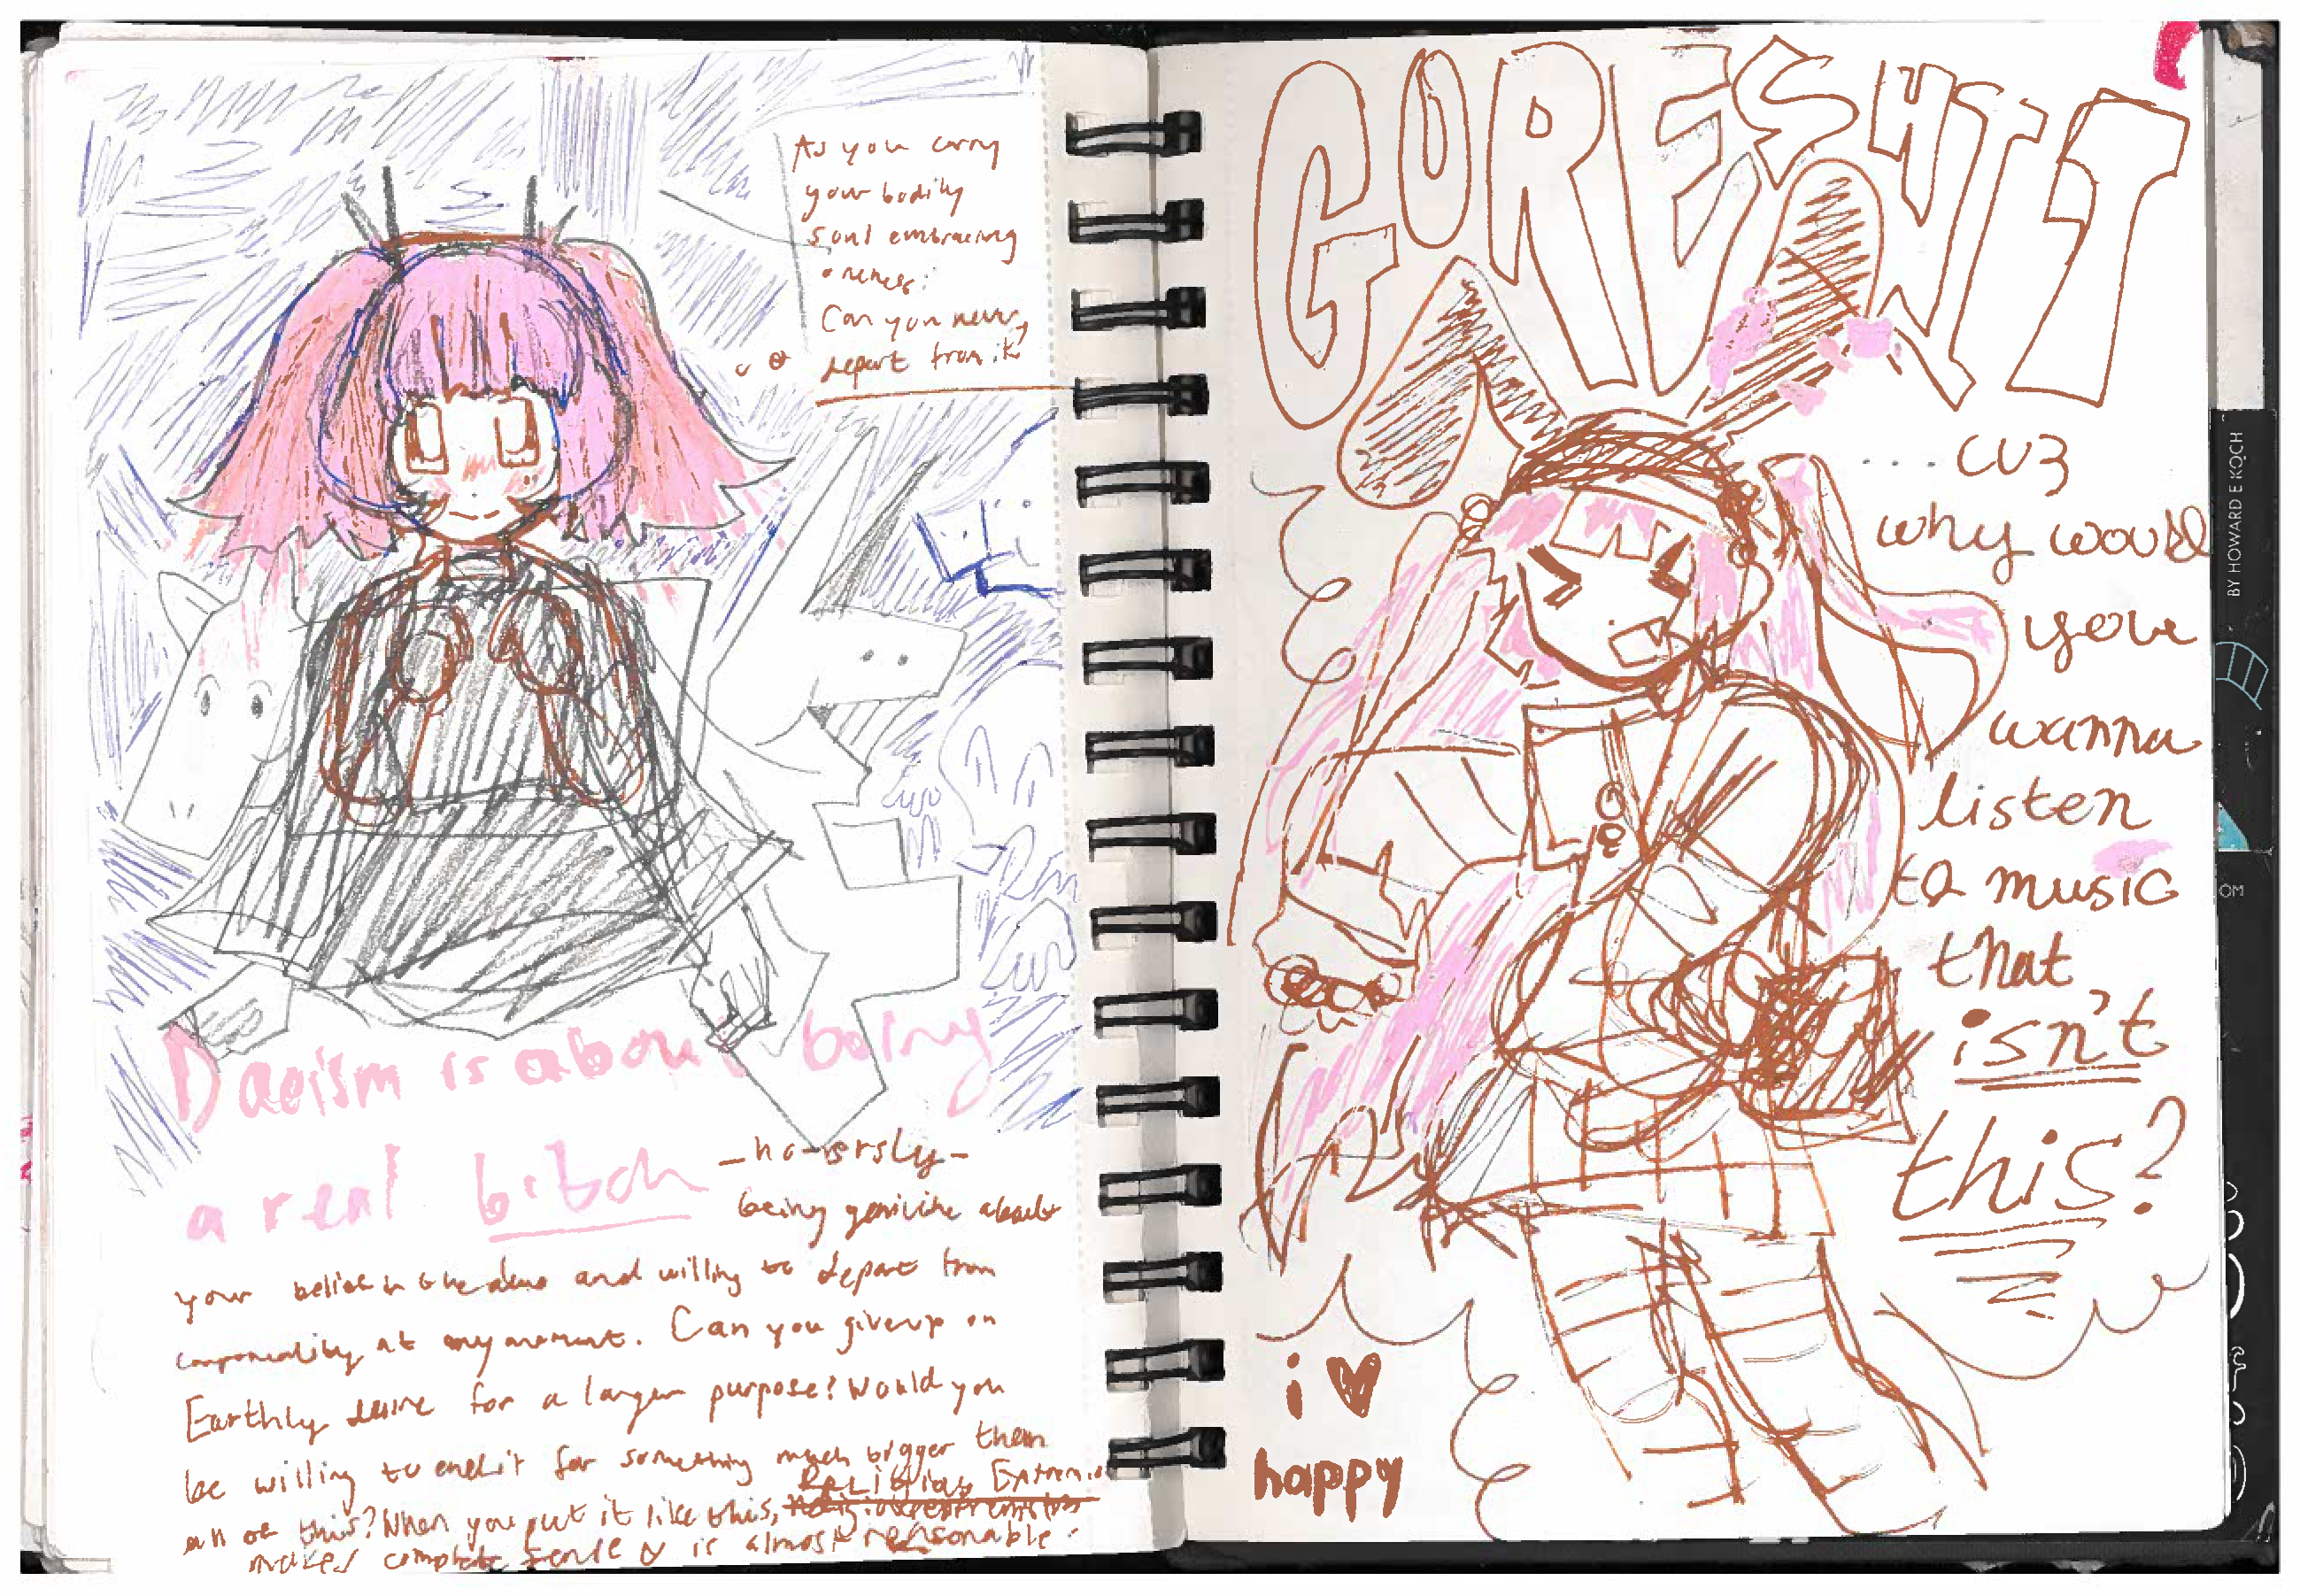 As you carry
your bodily
soul embracing
oneness:
Can you never
depart from it
Daoism is about being
a real bitch
being genuine about
your belief in the dao and willing to depart from
corporeality at any moment. Can you give up on
Earthly desire for a larger purpose? Would you
be willing to end it for something much bigger then
all of this? When you put it like this, Religious Extremis
makes complete sense & is almost reasonable.
GORESHIT
.... cuz
why would
you
wanna
listen
to music
that
isn't
this?
i ♥
happy
BY HOWARD E KOCH